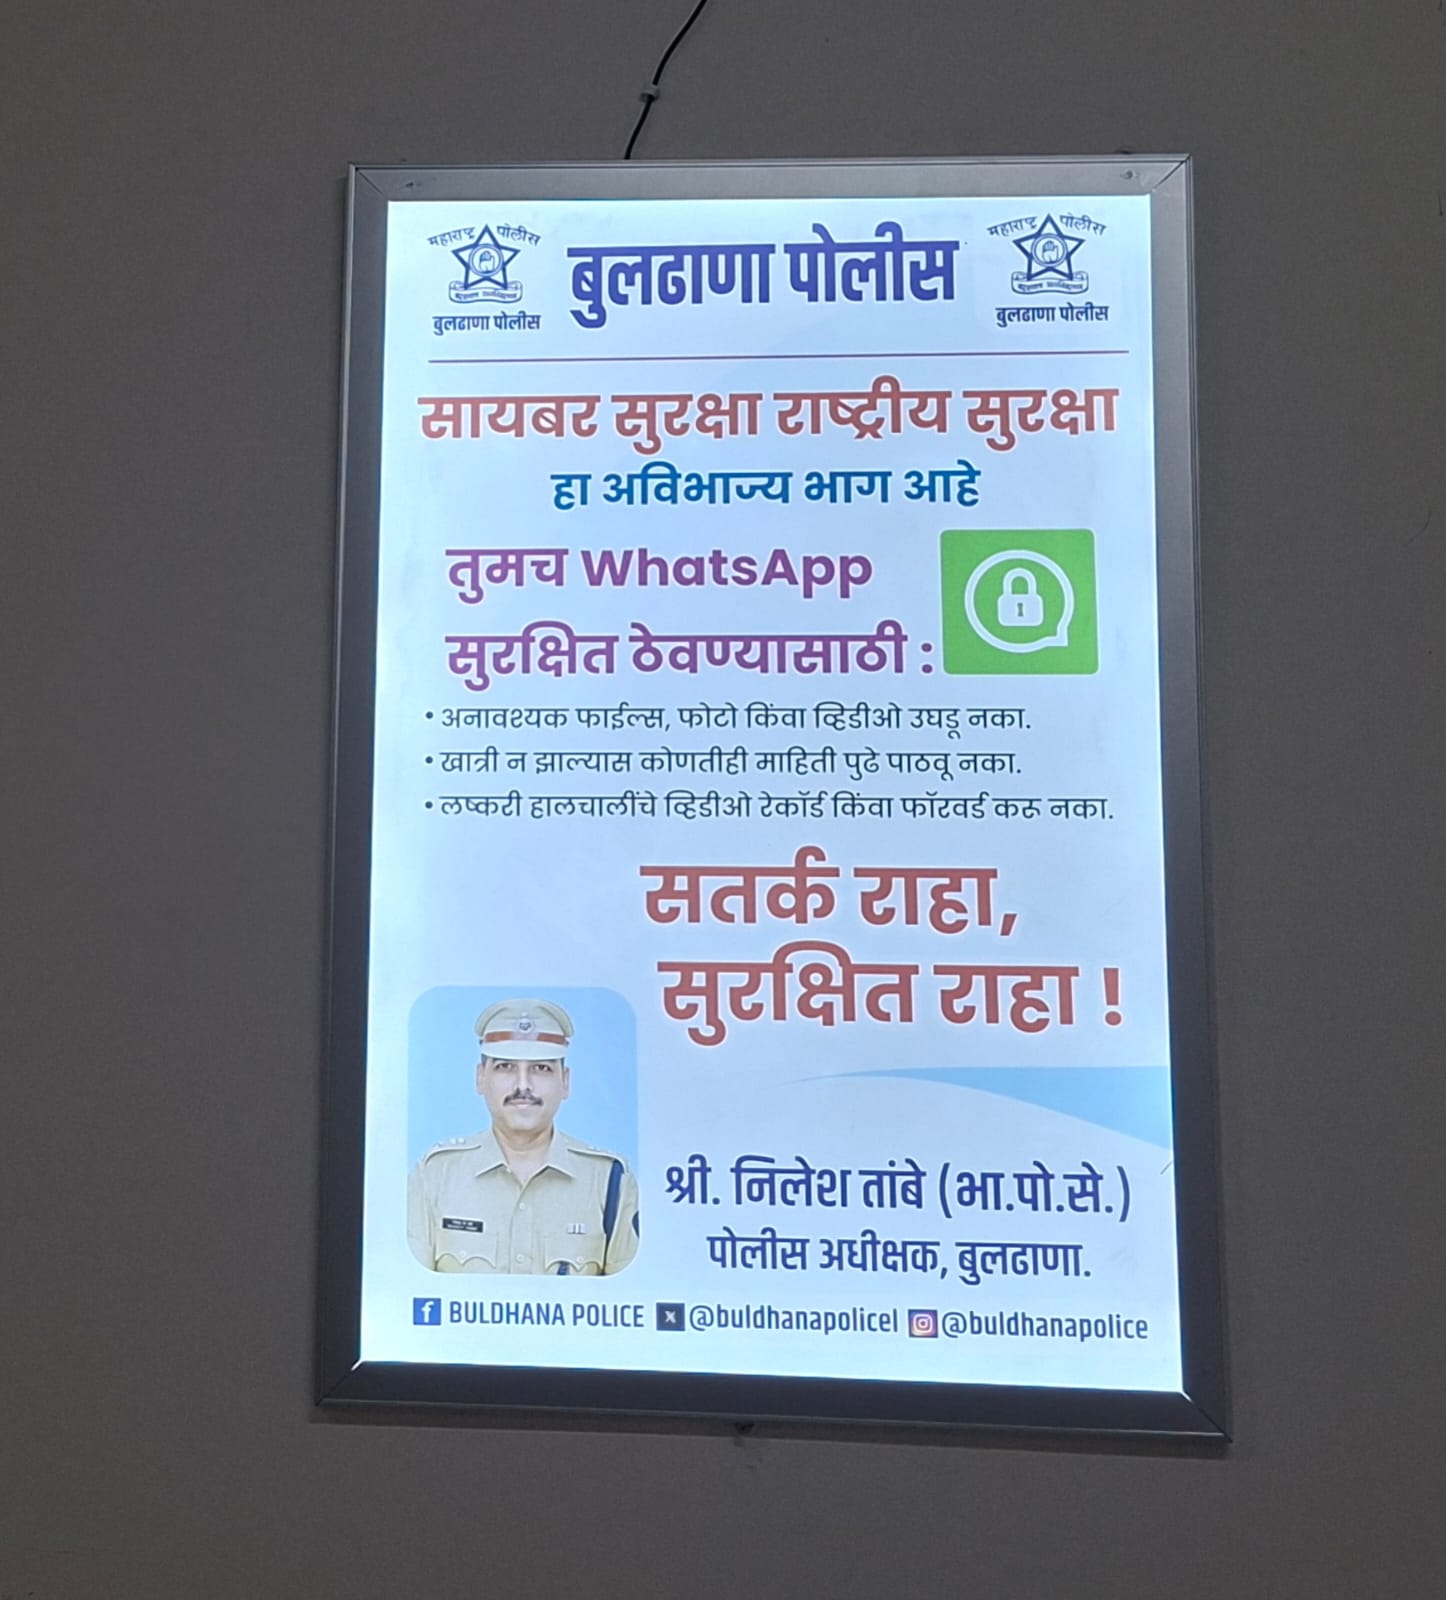 महाराष्ट्र पोलीस
बुलढाणा पोलीस
बुलढाणा पोलीस
महाराष्ट्र पोलीस
बुलढाणा पोलीस
सायबर सुरक्षा राष्ट्रीय सुरक्षा
हा अविभाज्य भाग आहे
तुमच WhatsApp
सुरक्षित ठेवण्यासाठी :
• अनावश्यक फाईल्स, फोटो किंवा व्हिडीओ उघडू नका.
• खात्री न झाल्यास कोणतीही माहिती पुढे पाठवू नका.
• लष्करी हालचालींचे व्हिडीओ रेकॉर्ड किंवा फॉरवर्ड करू नका.
सतर्क राहा,
सुरक्षित राहा !
श्री. निलेश तांबे (भा.पो.से.)
पोलीस अधीक्षक, बुलढाणा.
BULDHANA POLICE @buldhanapolicel @buldhanapolice